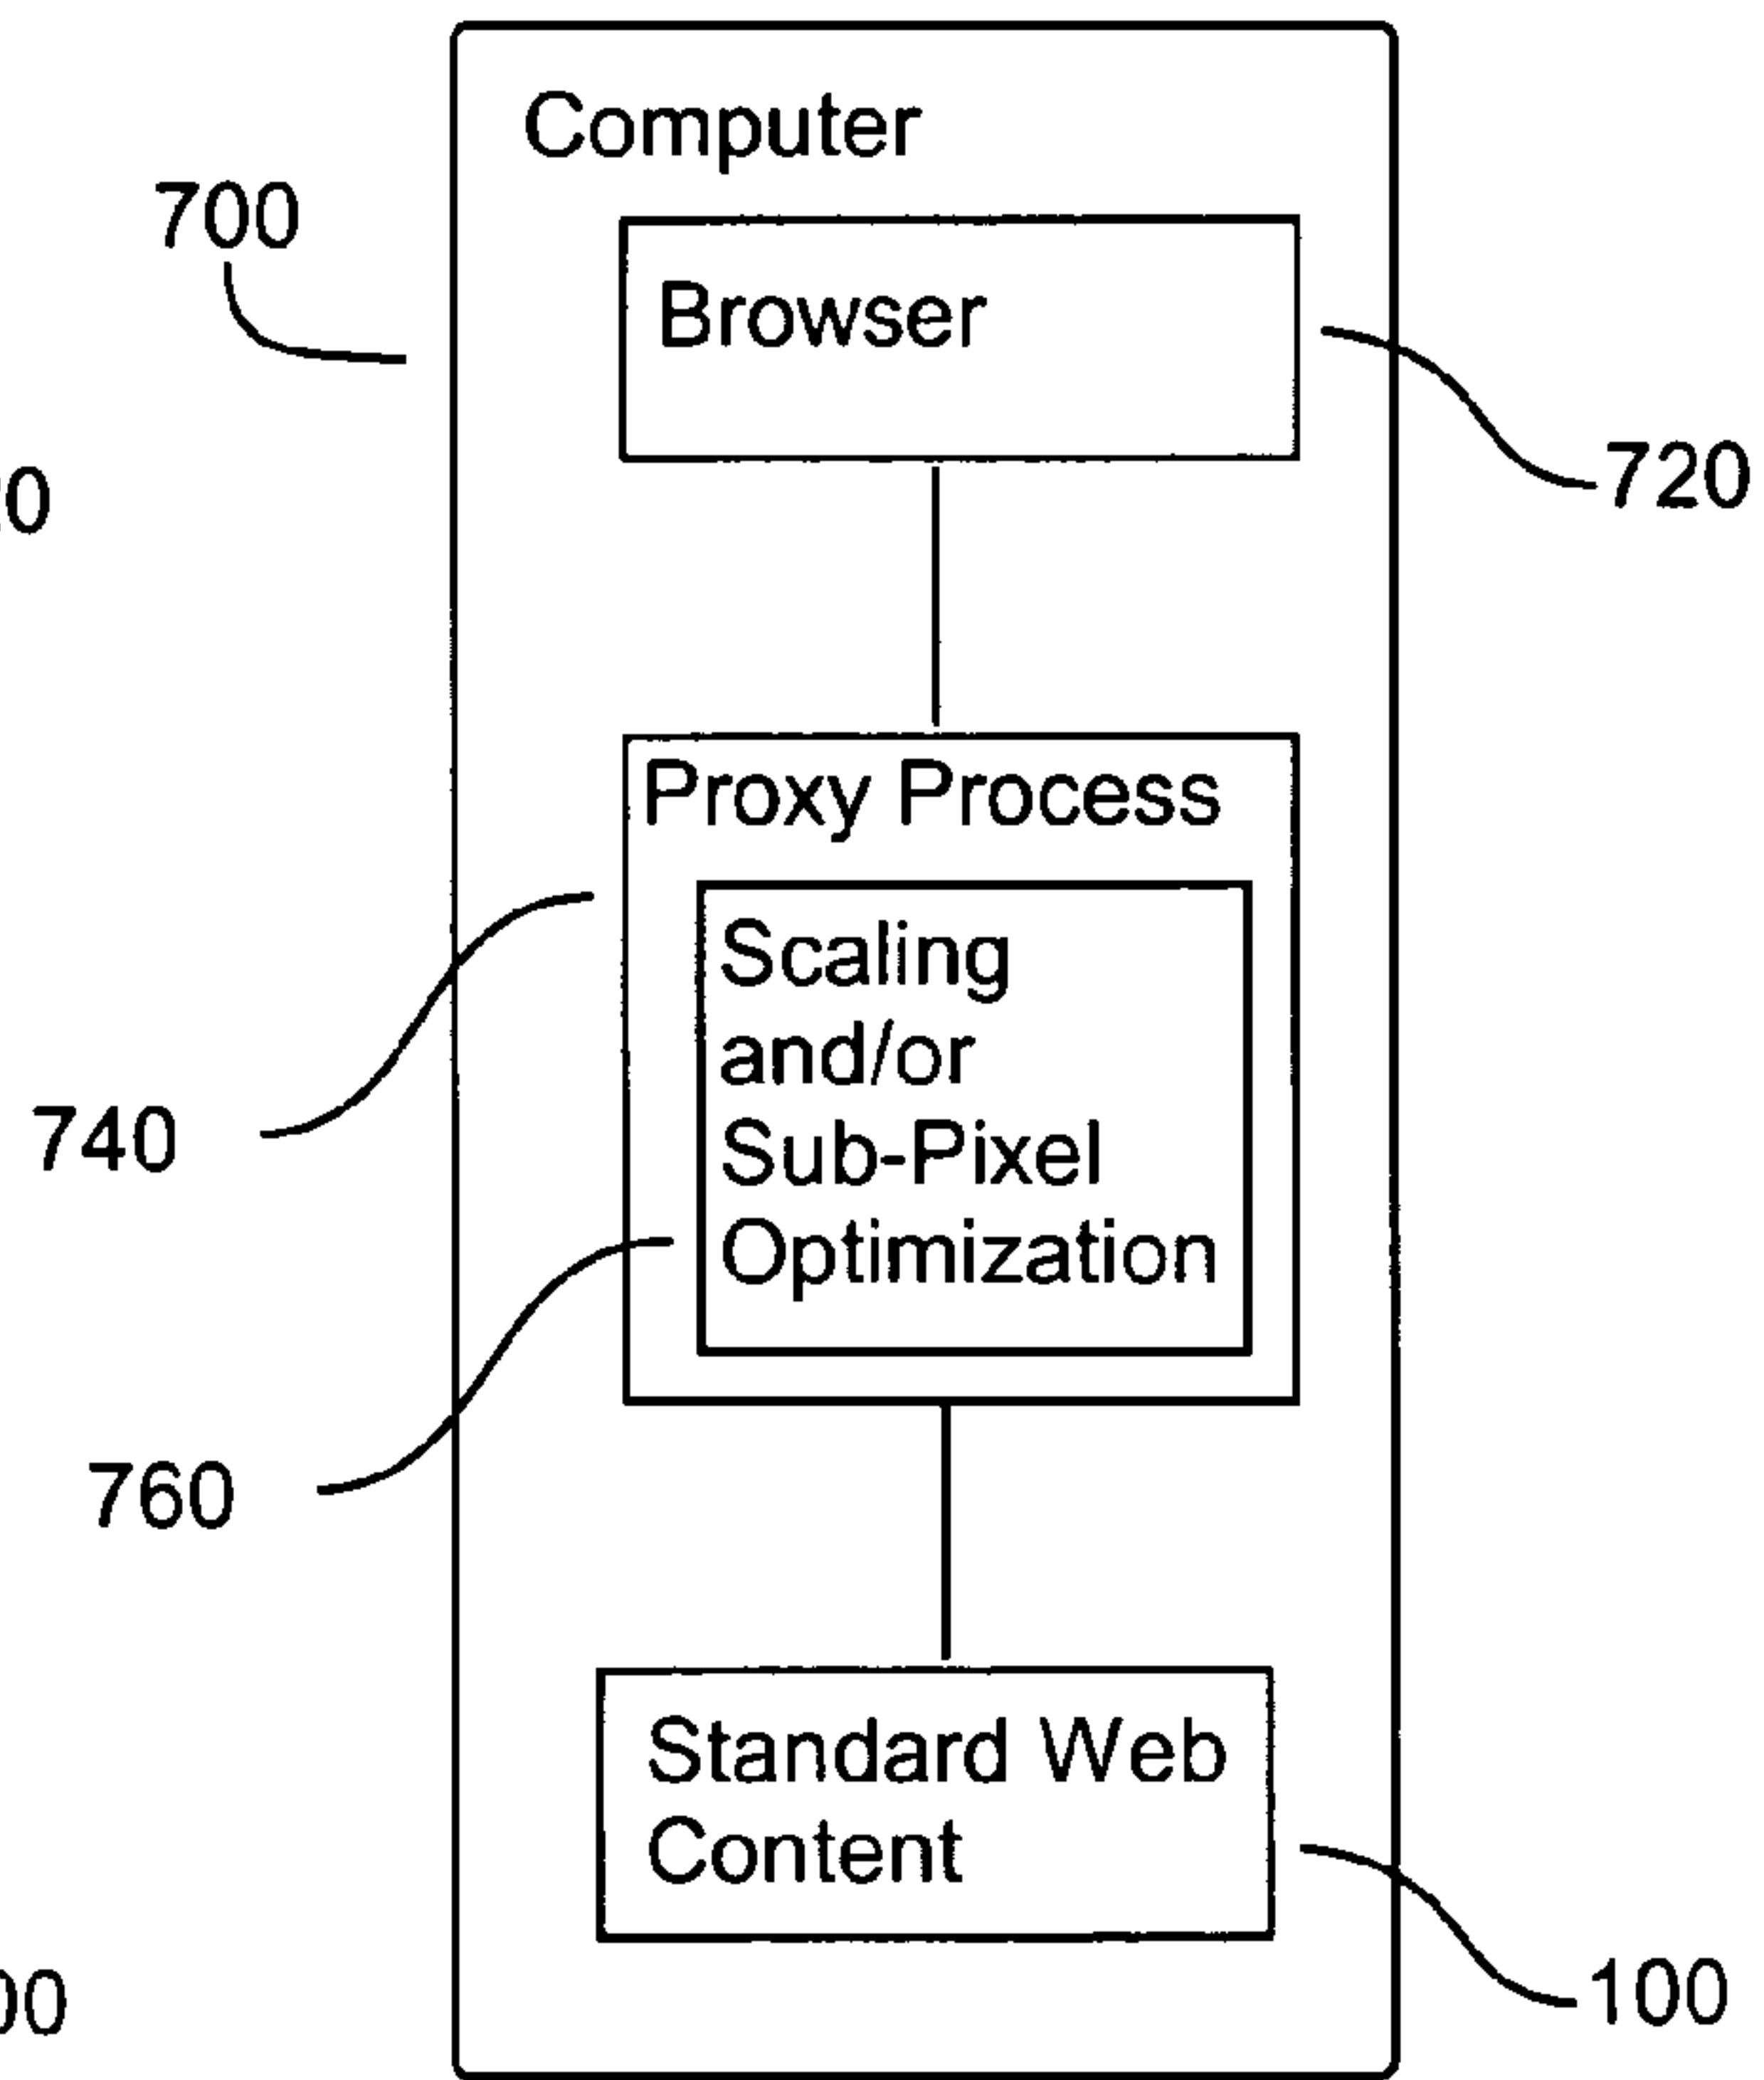 Computer
700
Browser
720
Proxy Process
Scaling
and/or
Sub-Pixel
Optimization
740
760
Standard Web
Content
100